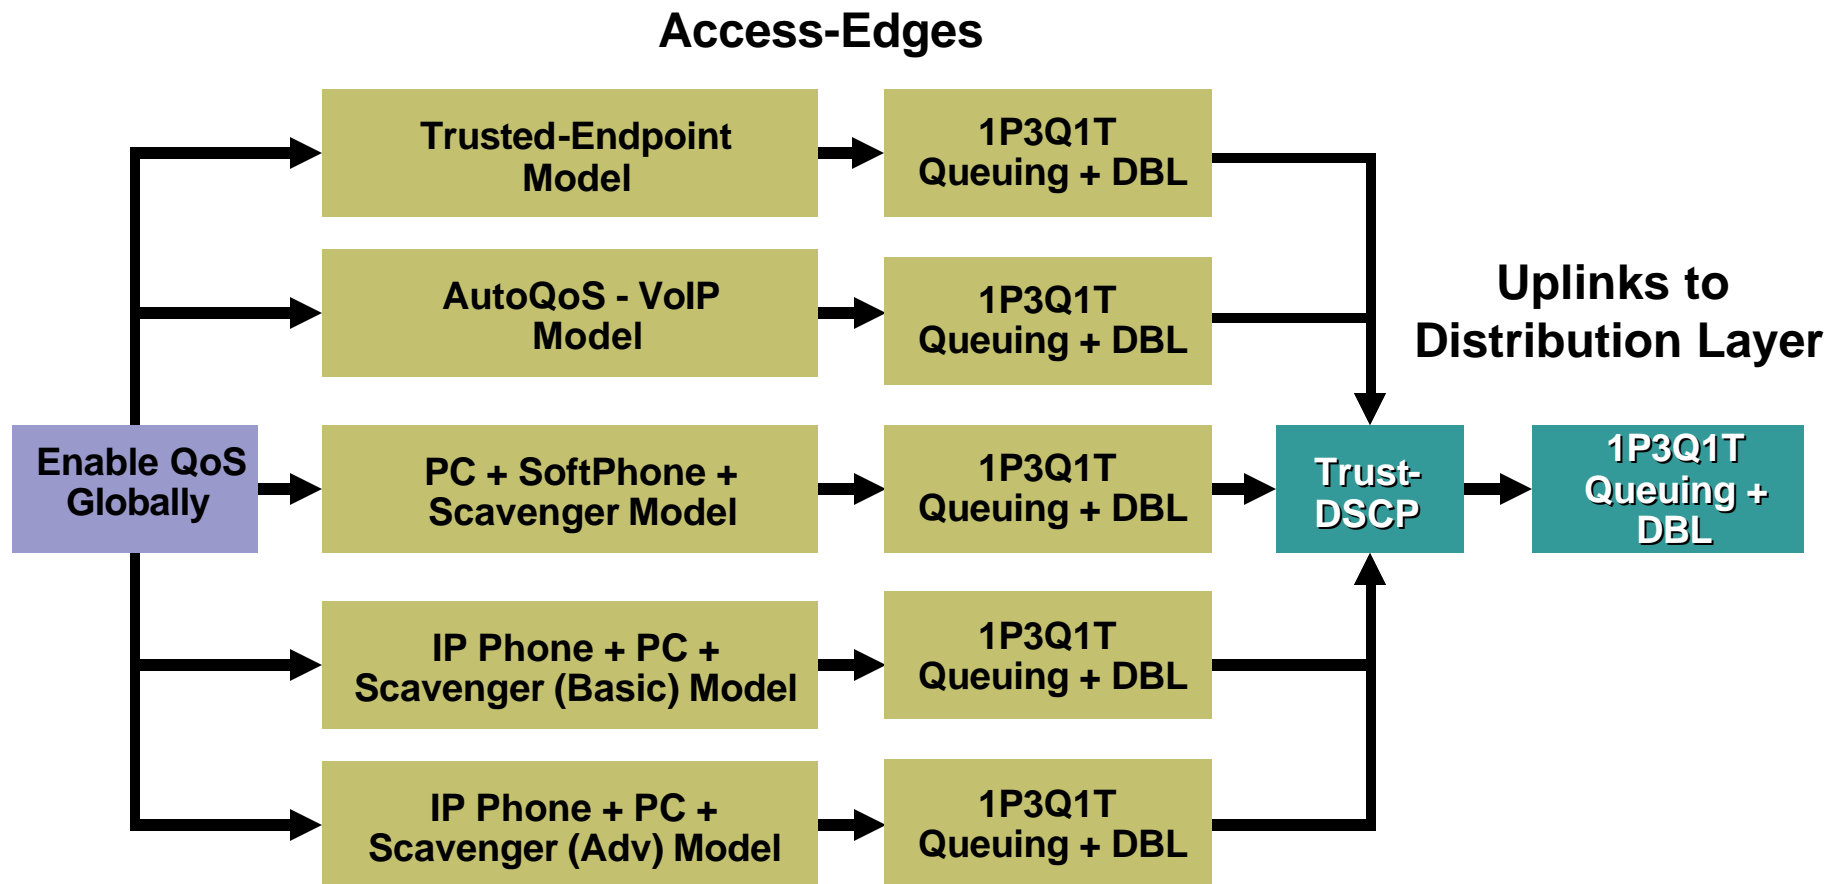 Access-Edges
Trusted-Endpoint
Model
1P3Q1T
Queuing + DBL
AutoQoS - VoIP
Model
1P3Q1T
Queuing + DBL
Uplinks to
Distribution Layer
Enable QoS
Globally
PC + SoftPhone +
Scavenger Model
1P3Q1T
Queuing + DBL
Trust-
DSCP
1P3Q1T
Queuing +
DBL
IP Phone + PC +
Scavenger (Basic) Model
1P3Q1T
Queuing + DBL
IP Phone + PC +
Scavenger (Adv) Model
1P3Q1T
Queuing + DBL